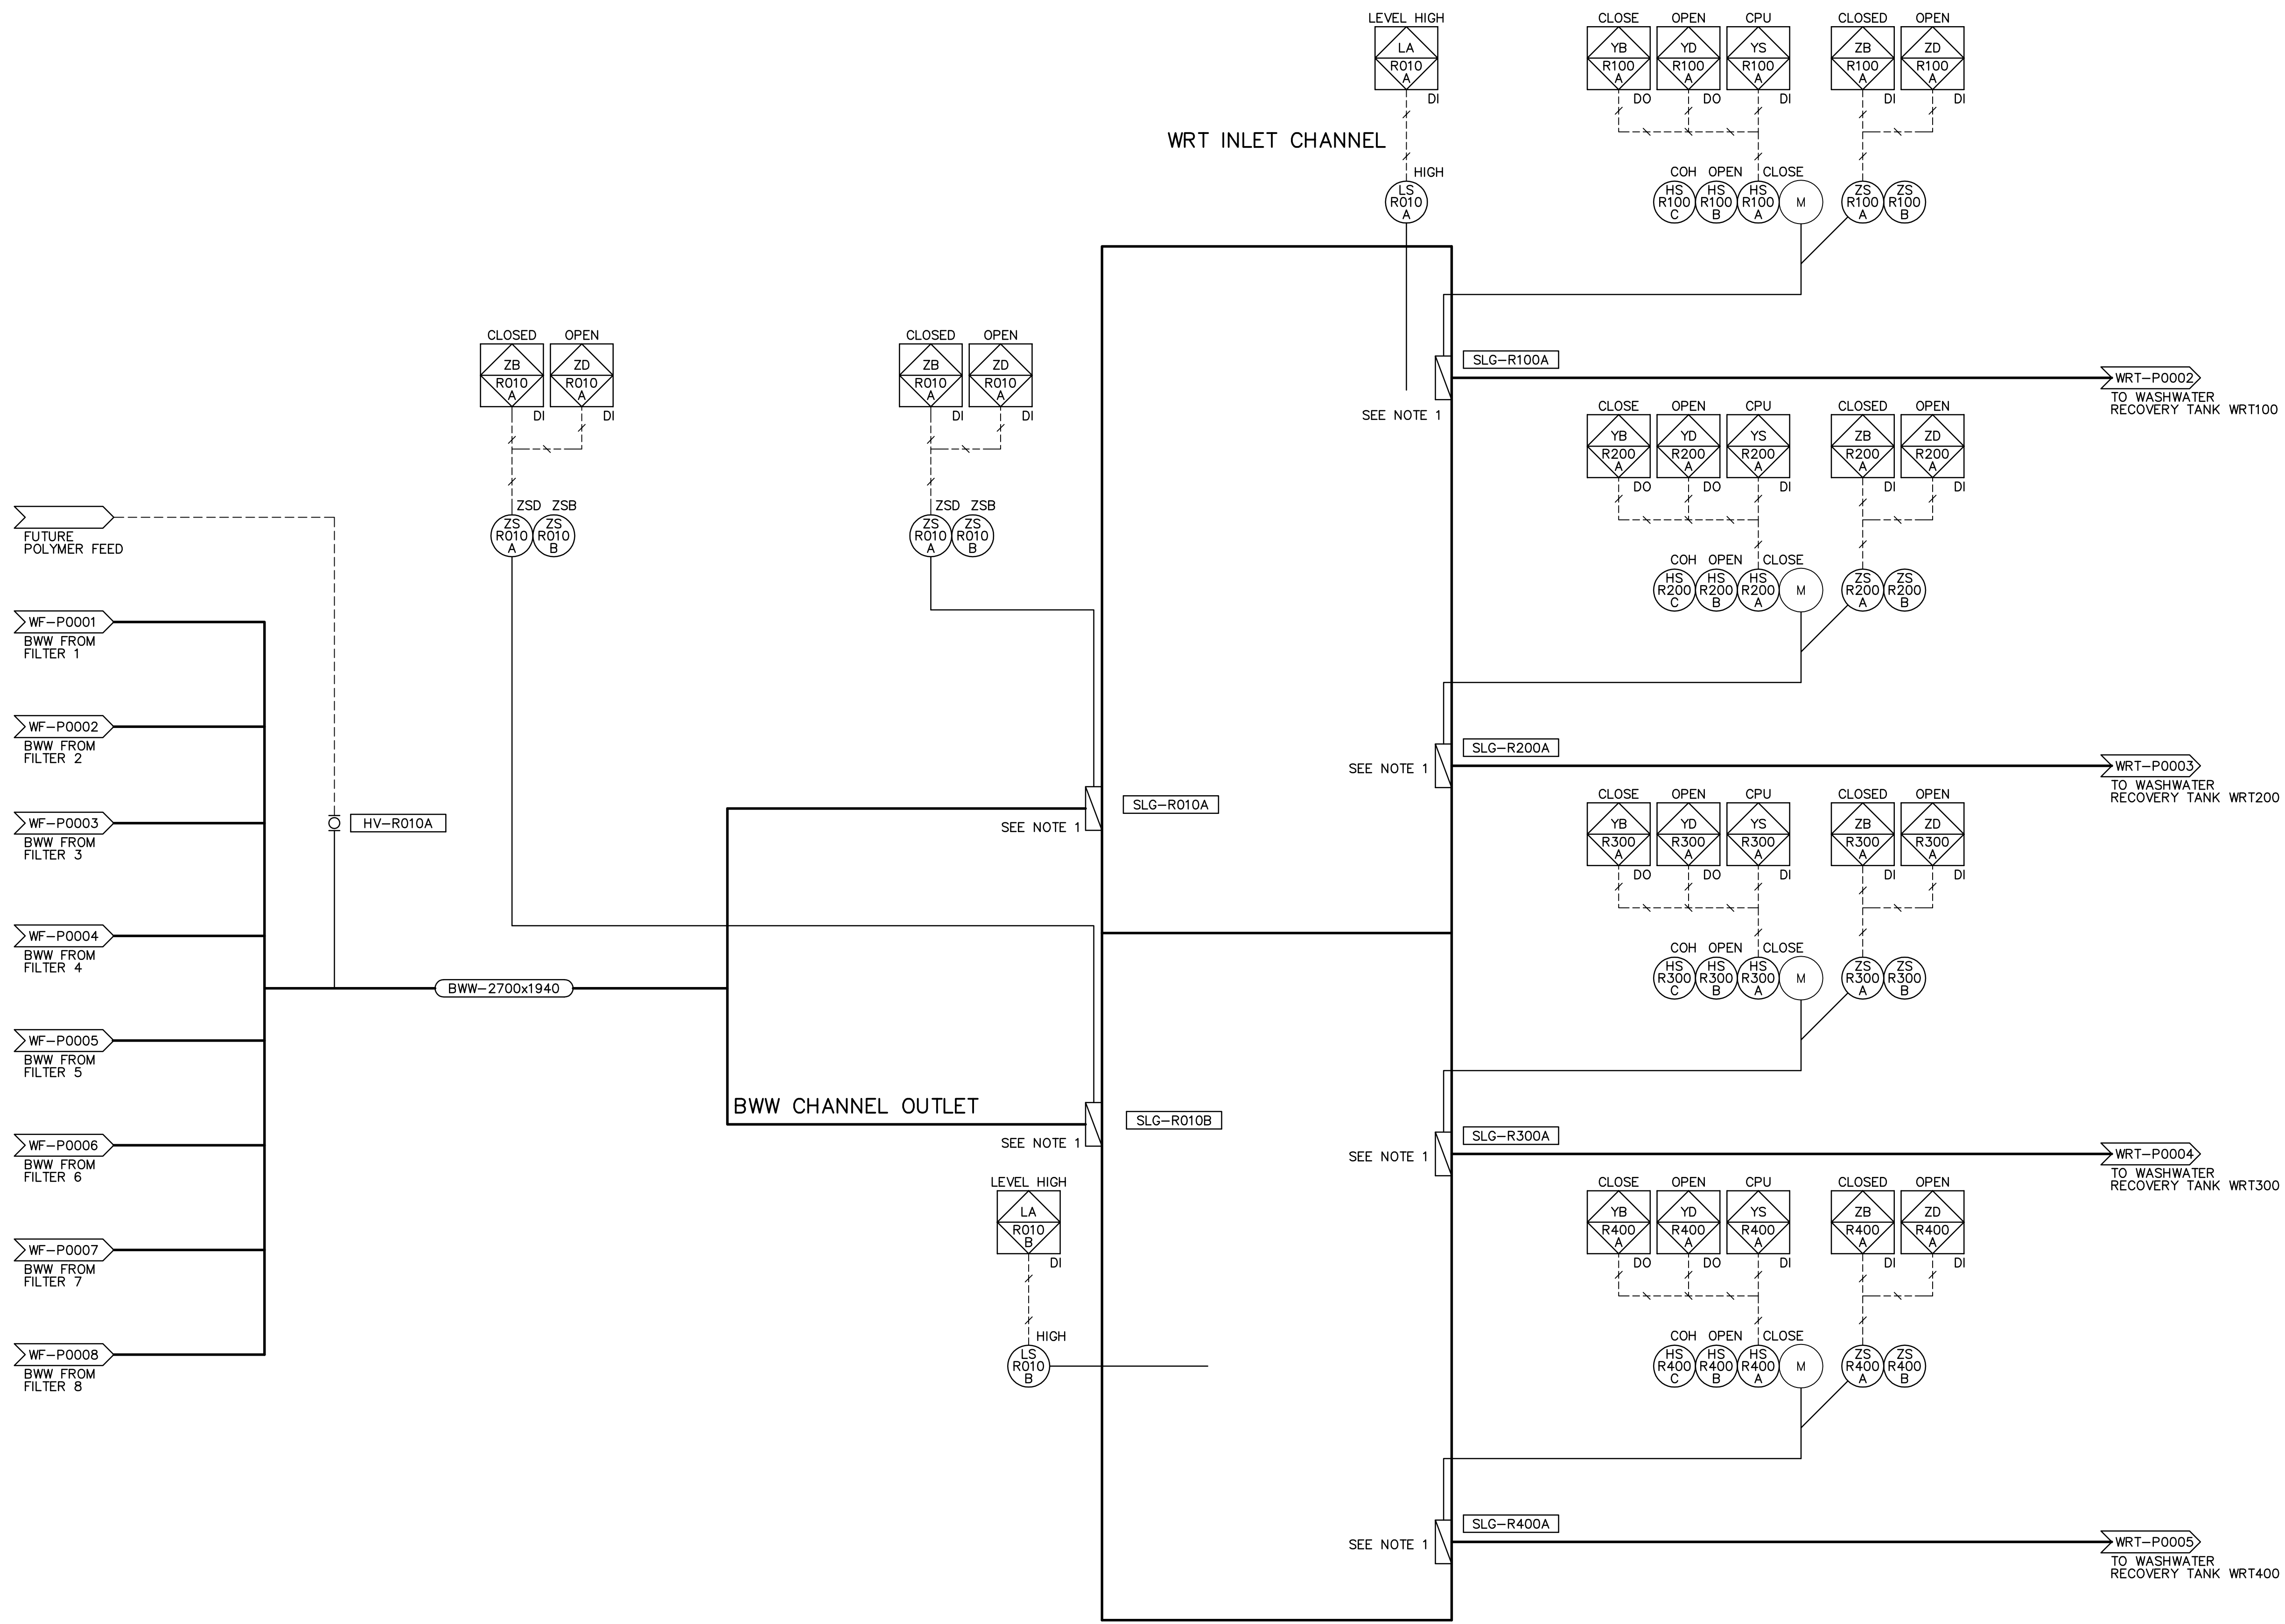 LEVEL HIGH
LA
R010
A
DI
HIGH
LS
R010
A
WRT INLET CHANNEL
CLOSE OPEN CPU CLOSED OPEN
YB YD YS ZB ZD
R100 R100 R100 R100 R100
A A A A A
DO DO DI DI DI
COH OPEN CLOSE
HS HS HS ZS ZS
R100 R100 R100 M R100 R100
C B A A B
SLG-R100A
SEE NOTE 1
WRT-P0002
TO WASHWATER
RECOVERY TANK WRT100
CLOSED OPEN
ZB ZD
R010 R010
A A
DI DI
ZSD ZSB
ZS ZS
R010 R010
A B
CLOSED OPEN
ZB ZD
R010 R010
A A
DI DI
ZSD ZSB
ZS ZS
R010 R010
A B
CLOSE OPEN CPU CLOSED OPEN
YB YD YS ZB ZD
R200 R200 R200 R200 R200
A A A A A
DO DO DI DI DI
COH OPEN CLOSE
HS HS HS ZS ZS
R200 R200 R200 M R200 R200
C B A A B
SLG-R200A
SEE NOTE 1
WRT-P0003
TO WASHWATER
RECOVERY TANK WRT200
FUTURE
POLYMER FEED
WF-P0001
BWW FROM
FILTER 1
WF-P0002
BWW FROM
FILTER 2
WF-P0003
BWW FROM
FILTER 3
HV-R010A
WF-P0004
BWW FROM
FILTER 4
BWW-2700x1940
WF-P0005
BWW FROM
FILTER 5
WF-P0006
BWW FROM
FILTER 6
WF-P0007
BWW FROM
FILTER 7
WF-P0008
BWW FROM
FILTER 8
SLG-R010A
SEE NOTE 1
BWW CHANNEL OUTLET
SLG-R010B
SEE NOTE 1
LEVEL HIGH
LA
R010
B
DI
HIGH
LS
R010
B
CLOSE OPEN CPU CLOSED OPEN
YB YD YS ZB ZD
R300 R300 R300 R300 R300
A A A A A
DO DO DI DI DI
COH OPEN CLOSE
HS HS HS ZS ZS
R300 R300 R300 M R300 R300
C B A A B
SLG-R300A
SEE NOTE 1
WRT-P0004
TO WASHWATER
RECOVERY TANK WRT300
CLOSE OPEN CPU CLOSED OPEN
YB YD YS ZB ZD
R400 R400 R400 R400 R400
A A A A A
DO DO DI DI DI
COH OPEN CLOSE
HS HS HS ZS ZS
R400 R400 R400 M R400 R400
C B A A B
SLG-R400A
SEE NOTE 1
WRT-P0005
TO WASHWATER
RECOVERY TANK WRT400